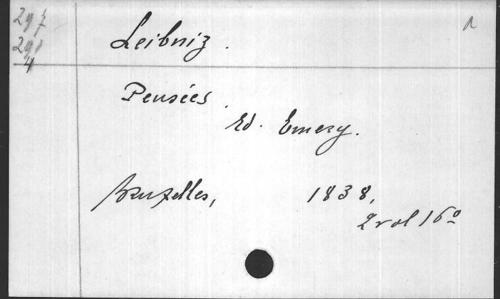 Leibniz.
Pensées.
Ed. Emery.
Bruxelles, 1838,
2 vol 16º